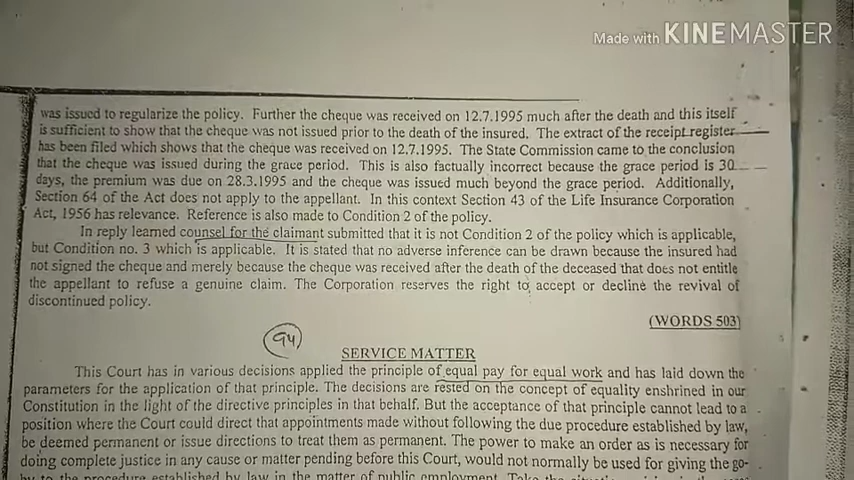 Made with KINEMASTER
was issued to regularize the policy. Further the cheque was received on 12.7.1995 much after the death and this itself
is sufficient to show that the cheque was not issued prior to the death of the insured. The extract of the receipt register
has been filed which shows that the cheque was received on 12.7.1995. The State Commission came to the conclusion
that the cheque was issued during the grace period. This is also factually incorrect because the grace period is 30
days, the premium was due on 28.3.1995 and the cheque was issued much beyond the grace period. Additionally,
Section 64 of the Act does not apply to the appellant. In this context Section 43 of the Life Insurance Corporation
Act, 1956 has relevance. Reference is also made to Condition 2 of the policy.
In reply learned counsel for the claimant submitted that it is not Condition 2 of the policy which is applicable,
but Condition no. 3 which is applicable. It is stated that no adverse inference can be drawn because the insured had
not signed the cheque and merely because the cheque was received after the death of the deceased that does not entitle
the appellant to refuse a genuine claim. The Corporation reserves the right to accept or decline the revival of
discontinued policy.
(WORDS 503)
94
SERVICE MATTER
This Court has in various decisions applied the principle of equal pay for equal work and has laid down the
parameters for the application of that principle. The decisions are rested on the concept of equality enshrined in our
Constitution in the light of the directive principles in that behalf. But the acceptance of that principle cannot lead to a
position where the Court could direct that appointments made without following the due procedure established by law,
be deemed permanent or issue directions to treat them as permanent. The power to make an order as is necessary for
doing complete justice in any cause or matter pending before this Court, would not normally be used for giving the go-
by to the procedure established by law in the matter of public employment. Take the situation